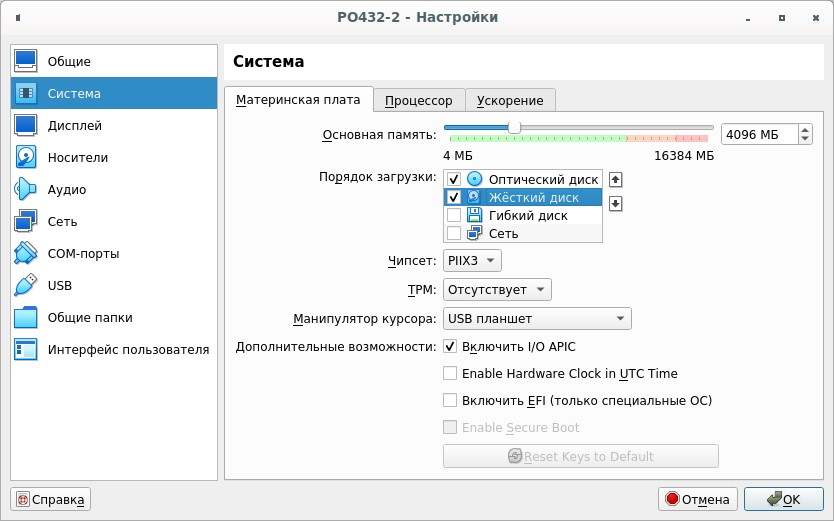 PO432-2 - Настройки
Общие
Система
Дисплей
Носители
Аудио
Сеть
COM-порты
USB
Общие папки
Интерфейс пользователя
Система
Материнская плата Процессор Ускорение
Основная память: 4096 МБ
4 МБ 16384 МБ
Порядок загрузки: Оптический диск
Жёсткий диск
Гибкий диск
Сеть
Чипсет: PIIX3
TPM: Отсутствует
Манипулятор курсора: USB планшет
Дополнительные возможности: Включить I/O APIC
Enable Hardware Clock in UTC Time
Включить EFI (только специальные ОС)
Enable Secure Boot
Reset Keys to Default
Справка Отмена OK